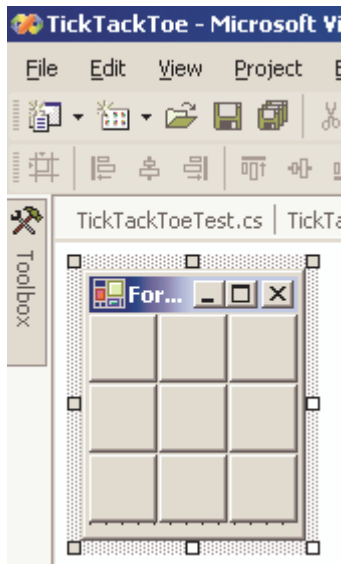 TickTackToe - Microsoft Vi
File Edit View Project
TickTackToeTest.cs TickTa
Toolbox
For...